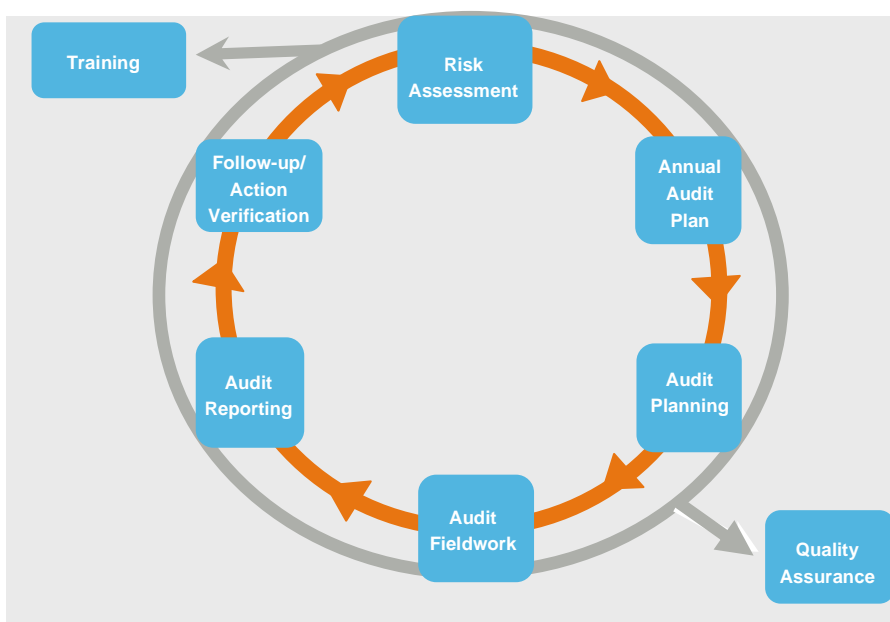 Training
Risk
Assessment
Follow-up/
Action
Verification
Annual
Audit
Plan
Audit
Reporting
Audit
Planning
Audit
Fieldwork
Quality
Assurance